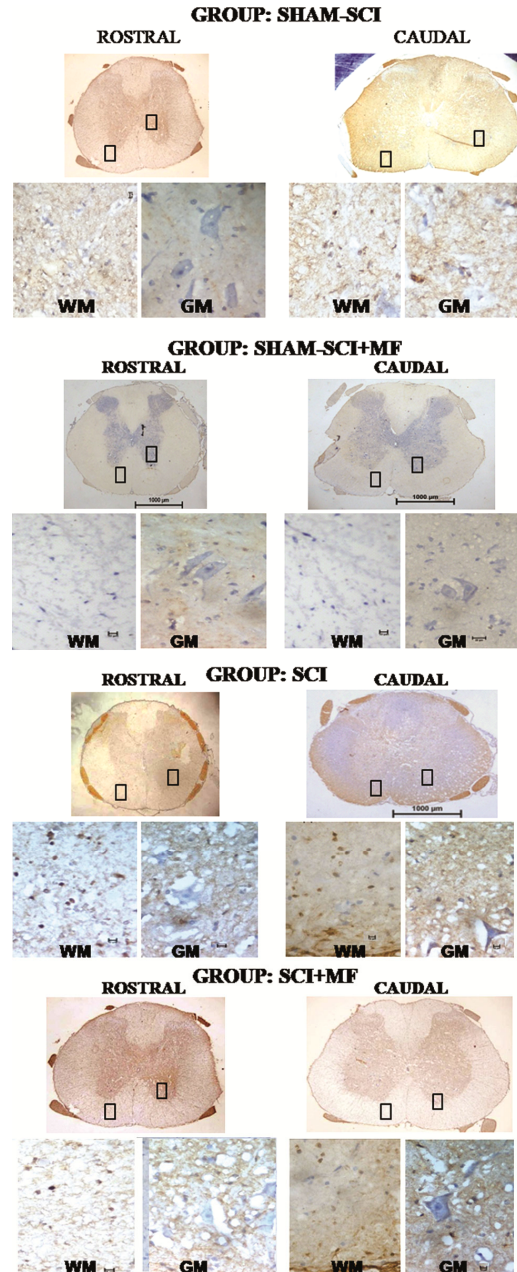 GROUP: SHAM-SCI
ROSTRAL CAUDAL
WM GM WM GM
GROUP: SHAM-SCI+MF
ROSTRAL CAUDAL
1000 µm 1000 µm
WM GM WM GM
GROUP: SCI
ROSTRAL CAUDAL
1000 µm
WM GM WM GM
GROUP: SCI+MF
ROSTRAL CAUDAL
WM GM WM GM